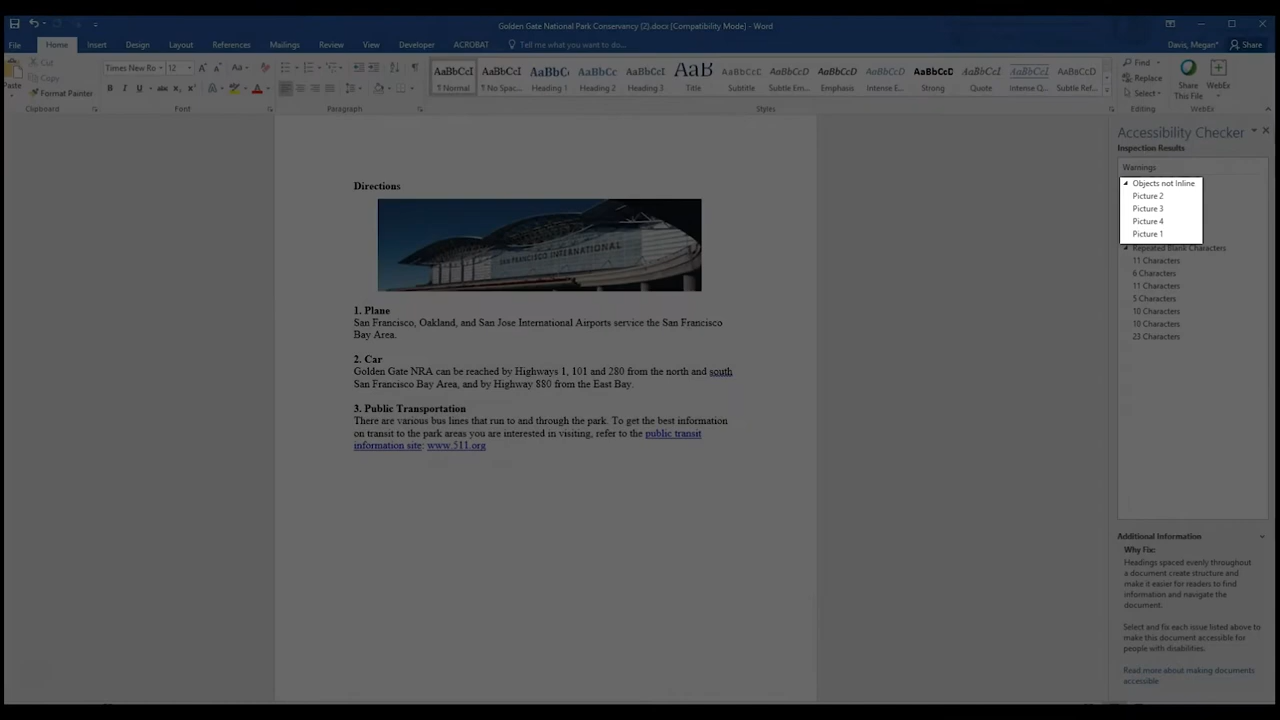 Golden Gate National Park Conservancy (2).docx [Compatibility Mode] - Word
File Home Insert Design Layout References Mailings Review View Developer ACROBAT Tell me what you want to do... Davis, Megan* Share
Paste
Cut
Copy
Format Painter
Clipboard
Times New Ro 12
Font
Paragraph
AaBbCcI AaBbCcI AaBbCc AaBbCc AaBbCcI AaB AaBbCcD AaBbCcD AaBbCcD AaBbCcD AaBbCc AaBbCcI AaBbCcI AABBCCD
¶ Normal ¶ No Spac... Heading 1 Heading 2 Heading 3 Title Subtitle Subtle Em... Emphasis Intense E... Strong Quote Intense Q... Subtle Ref...
Styles
Find
Replace
Select
Editing
Share This File
WebEx
WebEx
Directions
SAN FRANCISCO INTERNATIONAL
1. Plane
San Francisco, Oakland, and San Jose International Airports service the San Francisco
Bay Area.
2. Car
Golden Gate NRA can be reached by Highways 1, 101 and 280 from the north and south
San Francisco Bay Area, and by Highway 880 from the East Bay.
3. Public Transportation
There are various bus lines that run to and through the park. To get the best information
on transit to the park areas you are interested in visiting, refer to the public transit
information site: www.511.org
Accessibility Checker
Inspection Results
Warnings
Objects not Inline
Picture 2
Picture 3
Picture 4
Picture 1
Repeated Blank Characters
11 Characters
6 Characters
11 Characters
5 Characters
10 Characters
10 Characters
23 Characters
Additional Information
Why Fix:
Headings spaced evenly throughout
a document create structure and
make it easier for readers to find
information and navigate the
document.
Select and fix each issue listed above to
make this document accessible for
people with disabilities.
Read more about making documents
accessible